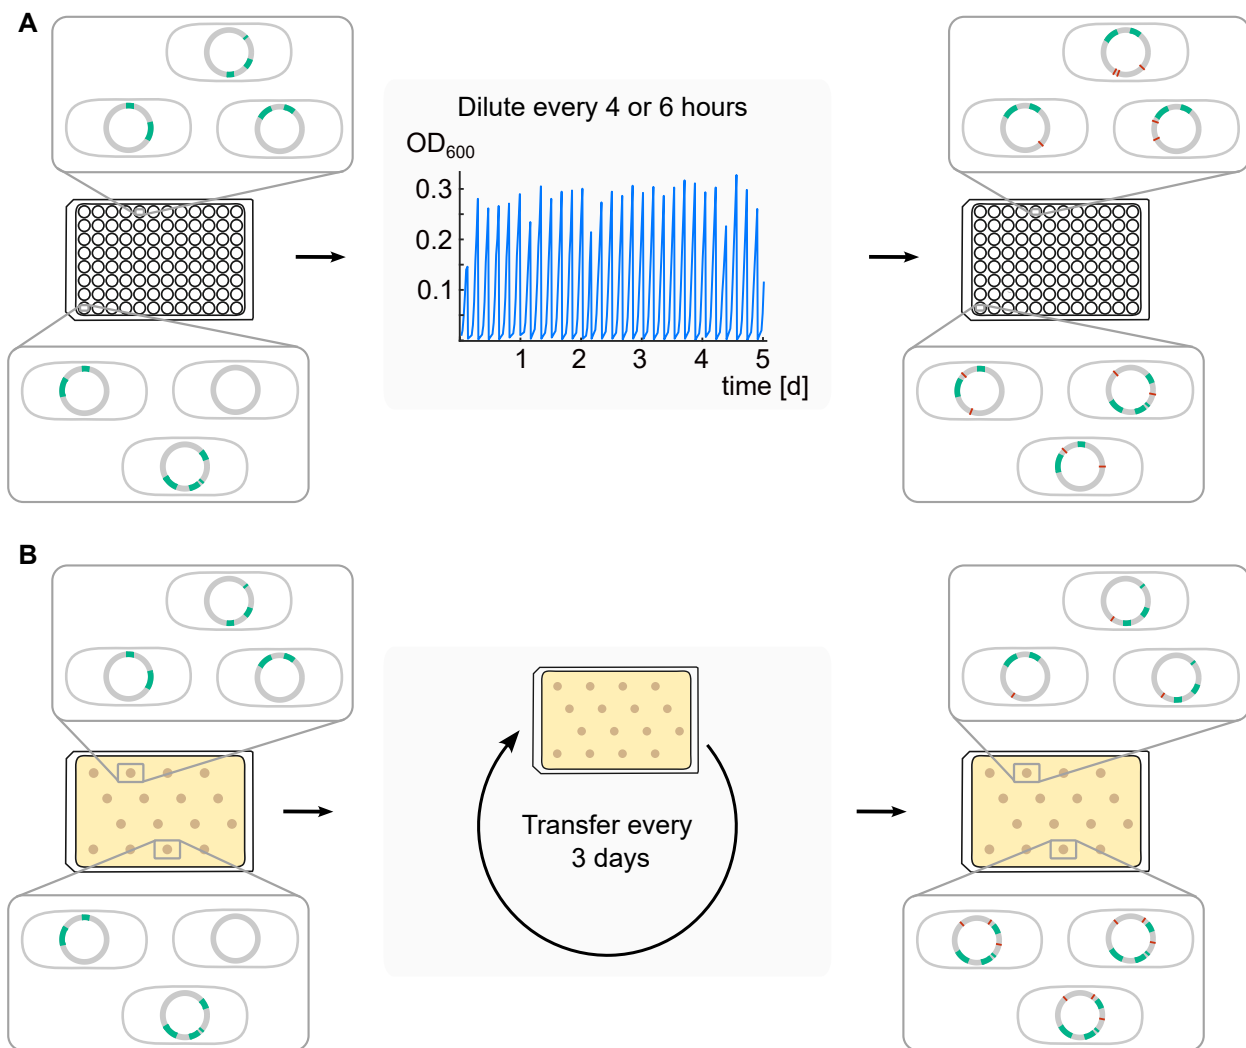 A
Dilute every 4 or 6 hours
OD600
0.3
0.2
0.1
1 2 3 4 5
time [d]
B
Transfer every
3 days